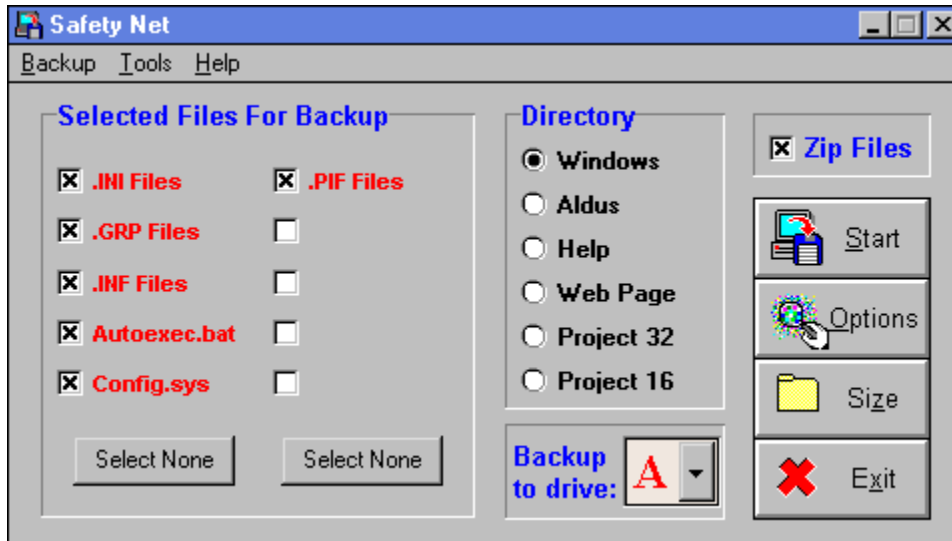 Safety Net
Backup Tools Help
Selected Files For Backup
.INI Files
.PIF Files
.GRP Files
.INF Files
Autoexec.bat
Config.sys
Select None
Select None
Directory
Windows
Aldus
Help
Web Page
Project 32
Project 16
Backup
to drive:
A
Zip Files
Start
Options
Size
Exit